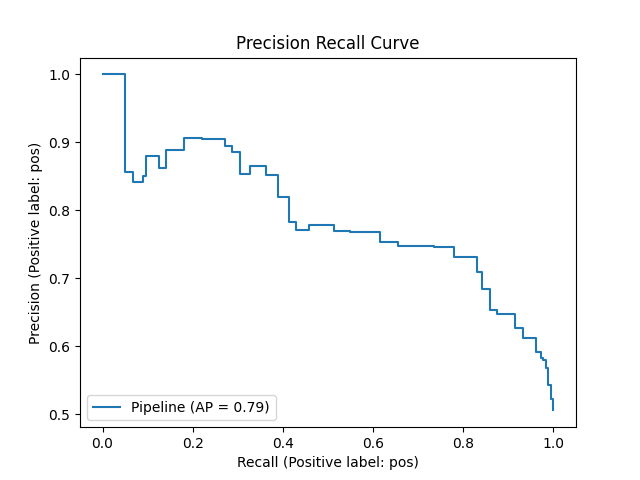 Precision Recall Curve
1.0
0.9
0.8
0.7
0.6
0.5
Precision (Positive label: pos)
Pipeline (AP = 0.79)
0.0 0.2 0.4 0.6 0.8 1.0
Recall (Positive label: pos)